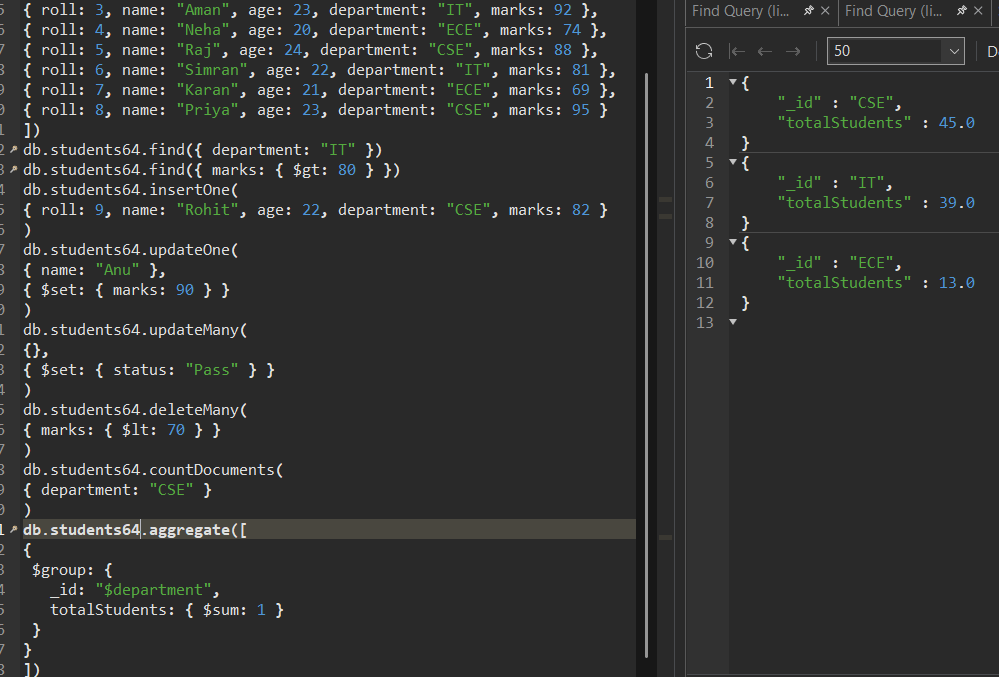 { roll: 3, name: "Aman", age: 23, department: "IT", marks: 92 },
{ roll: 4, name: "Neha", age: 20, department: "ECE", marks: 74 },
{ roll: 5, name: "Raj", age: 24, department: "CSE", marks: 88 },
{ roll: 6, name: "Simran", age: 22, department: "IT", marks: 81 },
{ roll: 7, name: "Karan", age: 21, department: "ECE", marks: 69 },
{ roll: 8, name: "Priya", age: 23, department: "CSE", marks: 95 }
])
db.students64.find({ department: "IT" })
db.students64.find({ marks: { $gt: 80 } })
db.students64.insertOne(
{ roll: 9, name: "Rohit", age: 22, department: "CSE", marks: 82 }
)
db.students64.updateOne(
{ name: "Anu" },
{ $set: { marks: 90 } }
)
db.students64.updateMany(
{},
{ $set: { status: "Pass" } }
)
db.students64.deleteMany(
{ marks: { $lt: 70 } }
)
db.students64.countDocuments(
{ department: "CSE" }
)
db.students64.aggregate([
{
$group: {
_id: "$department",
totalStudents: { $sum: 1 }
}
}
])
Find Query (li... Find Query (li...
50 D
1 {
2 "_id" : "CSE",
3 "totalStudents" : 45.0
4 }
5 {
6 "_id" : "IT",
7 "totalStudents" : 39.0
8 }
9 {
10 "_id" : "ECE",
11 "totalStudents" : 13.0
12 }
13